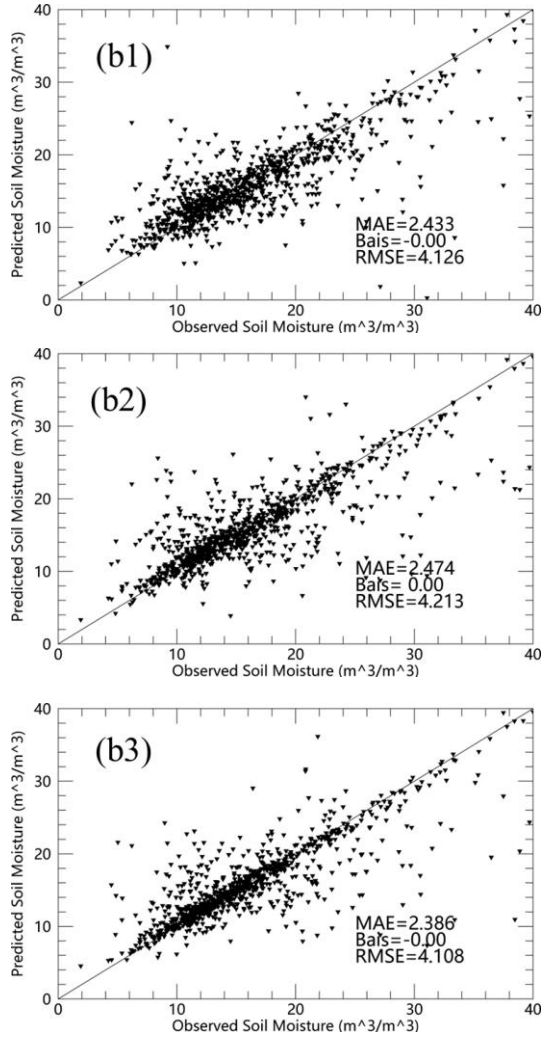 40
(b1)
30
20
10
0
Predicted Soil Moisture (m^3/m^3)
MAE=2.433
Bais=-0.00
RMSE=4.126
0 10 20 30 40
Observed Soil Moisture (m^3/m^3)
40
(b2)
30
20
10
0
Predicted Soil Moisture (m^3/m^3)
MAE=2.474
Bais= 0.00
RMSE=4.213
0 10 20 30 40
Observed Soil Moisture (m^3/m^3)
40
(b3)
30
20
10
0
Predicted Soil Moisture (m^3/m^3)
MAE=2.386
Bais=-0.00
RMSE=4.108
0 10 20 30 40
Observed Soil Moisture (m^3/m^3)